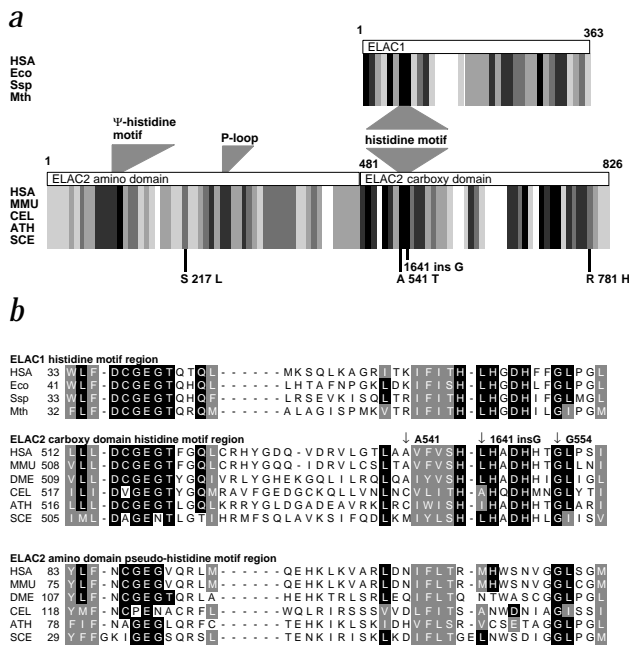 a
1 363
ELAC1
HSA
Eco
Ssp
Mth
Ψ-histidine motif
P-loop
histidine motif
1 481 826
ELAC2 amino domain ELAC2 carboxy domain
HSA
MMU
CEL
ATH
SCE
1641 ins G
S 217 L A 541 T R 781 H
b
ELAC1 histidine motif region
HSA 33 WLF-DCGEGTQTQL------MKSQLKAGRITKIFITH-LHGDHFFGLPGL
Eco 41 WLF-DCGEGTQHQL------LHTAFNPGKLDKIFISH-LHGDHLFGLPGL
Ssp 33 WLF-DCGEGTQHQF------LRSEVKISQLTRIFITH-LHGDHIFGLMGL
Mth 32 FLF-DCGEGTQRQM------ALAGISPMKVTRIFITH-LHGDHILGIPGM
ELAC2 carboxy domain histidine motif region ↓ A541 ↓ 1641 insG ↓ G554
HSA 512 LLL-DCGEGTFGQLCRHYGDQ-VDRVLGTLAAVFVSH-LHADHHTGLPSI
MMU 508 VLL-DCGEGTFGQLCRHYGQQ-IDRVLCSLTAVFVSH-LHADHHTGLLNI
DME 509 VLL-DCGEGTYGQIVRLYGHEKGQLILRQLQAIYVSH-LHADHHIGLIGL
CEL 517 ILI-DVGEGTYGQMRAVFGEDGCKQLLVNLNCVLITH-AHQDHMNGLYTI
ATH 516 LLL-DCGEGTLGQLKRRYGLDGADEAVRKLRCIWISH-IHADHHTGLARI
SCE 505 IML-DAGENTLGTIHRMFSQLAVKSIFQDLKMIYLSH-LHADHHLGIISV
ELAC2 amino domain pseudo-histidine motif region
HSA 83 YLF-NCGEGVQRLM------QEHKLKVARLDNIFLTR-MHWSNVGGLSGM
MMU 75 YLF-NCGEGVQRLM------QEHKLKVARLDNIFLTR-MHWSNVGGLCGM
DME 107 YLF-NCGEGTQRLA------HEHKTRLSRLEQIFLTQ-NTWASCGGLPGL
CEL 118 YMF-NCPENACRFL------WQLRIRSSSVVDLFITS-ANWDNIAGISSI
ATH 78 FIF-NAGEGLQRFC------TEHKIKLSKIDHVFLTR-VCSETAGGLPGL
SCE 29 YFFGKIGEGSQRSL------TENKIRISKLKDIFLTGELNWSDIGGLPGM